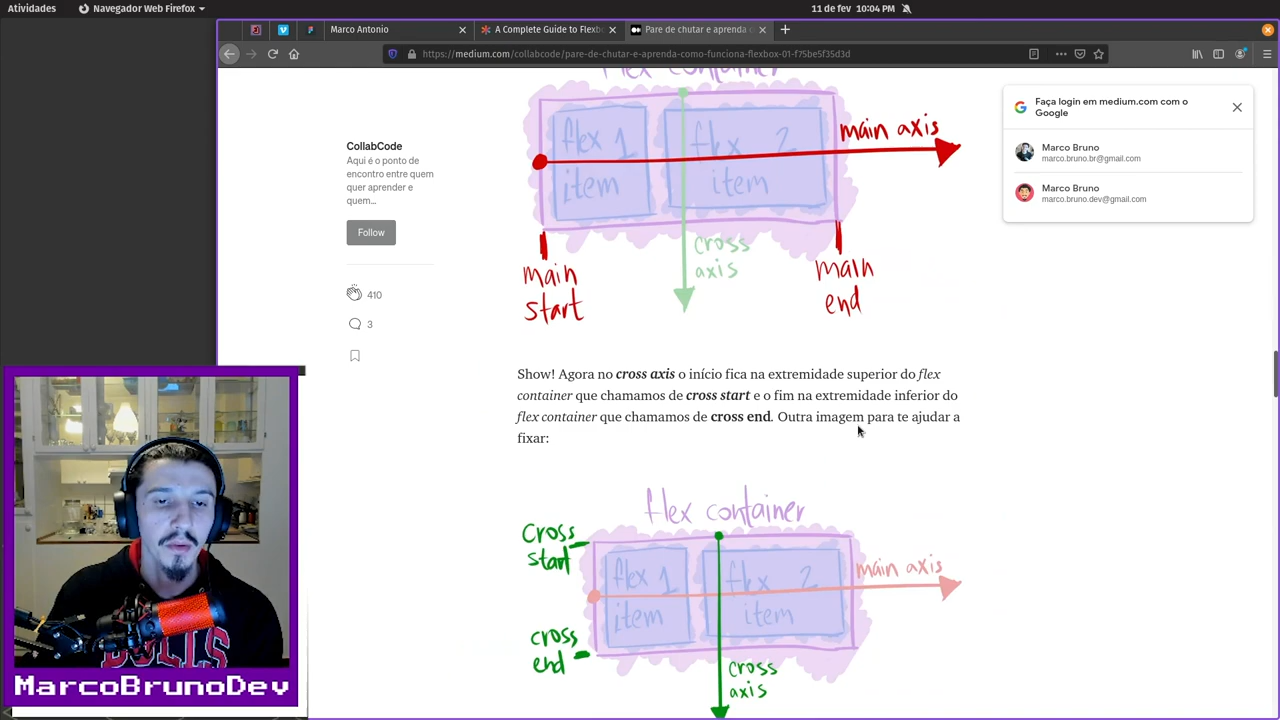 Atividades
Navegador Web Firefox
11 de fev 10:04 PM
Marco Antonio
A Complete Guide to Flexb
Pare de chutar e aprenda c
https://medium.com/collabcode/pare-de-chutar-e-aprenda-como-funciona-flexbox-01-f75be5f35d3d
flex container
flex 1
item
flex 2
item
main axis
cross
axis
main
start
main
end
CollabCode
Aqui é o ponto de
encontro entre quem
quer aprender e
quem...
Follow
410
3
Faça login em medium.com com o
Google
Marco Bruno
marco.bruno.br@gmail.com
Marco Bruno
marco.bruno.dev@gmail.com
Show! Agora no cross axis o início fica na extremidade superior do flex
container que chamamos de cross start e o fim na extremidade inferior do
flex container que chamamos de cross end. Outra imagem para te ajudar a
fixar:
flex container
cross
start
flex 1
item
flex 2
item
main axis
cross
end
cross
axis
BULLS
MarcoBrunoDev